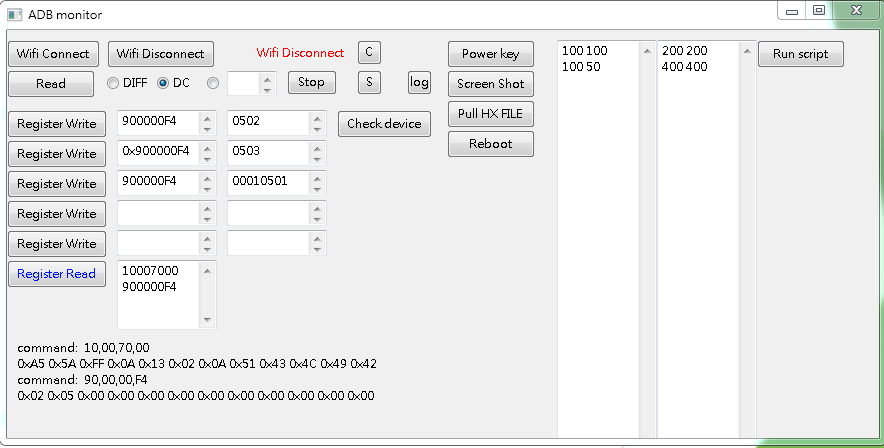 ADB monitor
Wifi Connect
Wifi Disconnect
Wifi Disconnect
C
Power key
100 100
100 50
200 200
400 400
Run script
Read
DIFF
DC
Stop
S
log
Screen Shot
Pull HX FILE
Reboot
Register Write
900000F4
0502
Check device
Register Write
0x900000F4
0503
Register Write
900000F4
00010501
Register Write
Register Write
Register Read
10007000
900000F4
command: 10,00,70,00
0xA5 0x5A 0xFF 0x0A 0x13 0x02 0x0A 0x51 0x43 0x4C 0x49 0x42
command: 90,00,00,F4
0x02 0x05 0x00 0x00 0x00 0x00 0x00 0x00 0x00 0x00 0x00 0x00